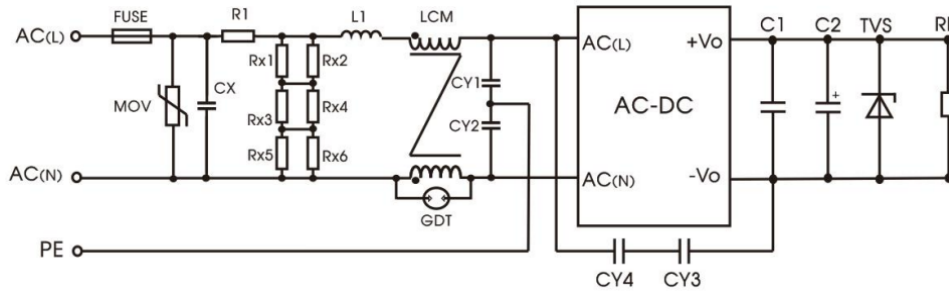 FUSE R1 L1 LCM C1 C2 TVS
AC(L) AC(L) +Vo
Rx1 Rx2
MOV CX CY1 AC-DC +
Rx3 Rx4
CY2
Rx5 Rx6
AC(N) AC(N) -Vo
GDT
PE
CY4 CY3